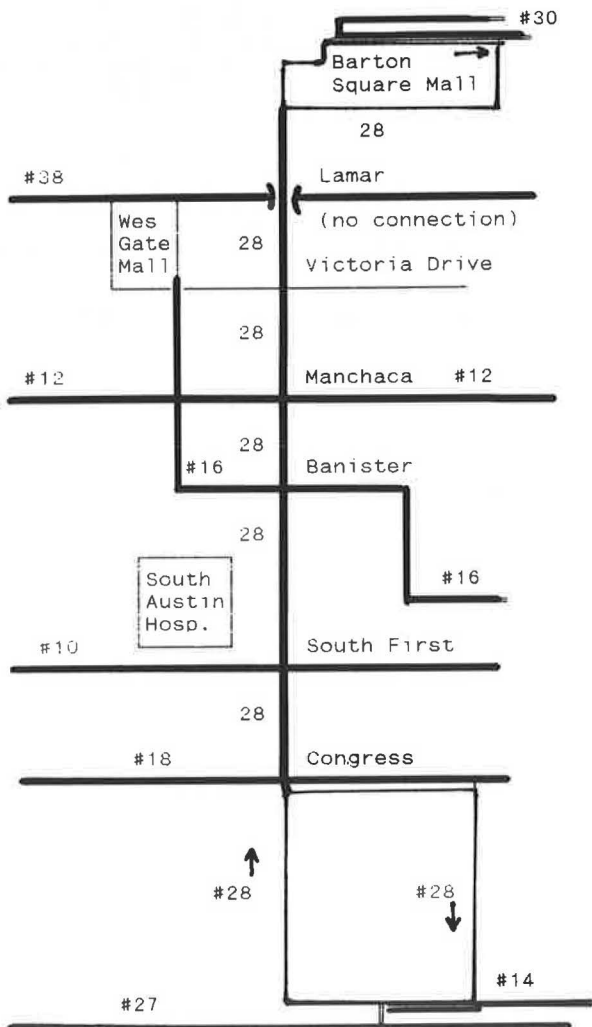 #30
Barton
Square Mall
28
#38
Lamar
(no connection)
Wes
Gate
Mall
28
Victoria Drive
28
#12
Manchaca #12
28
#16
Banister
28
South
Austin
Hosp.
#16
#10
South First
28
#18
Congress
#28
#28
#14
#27